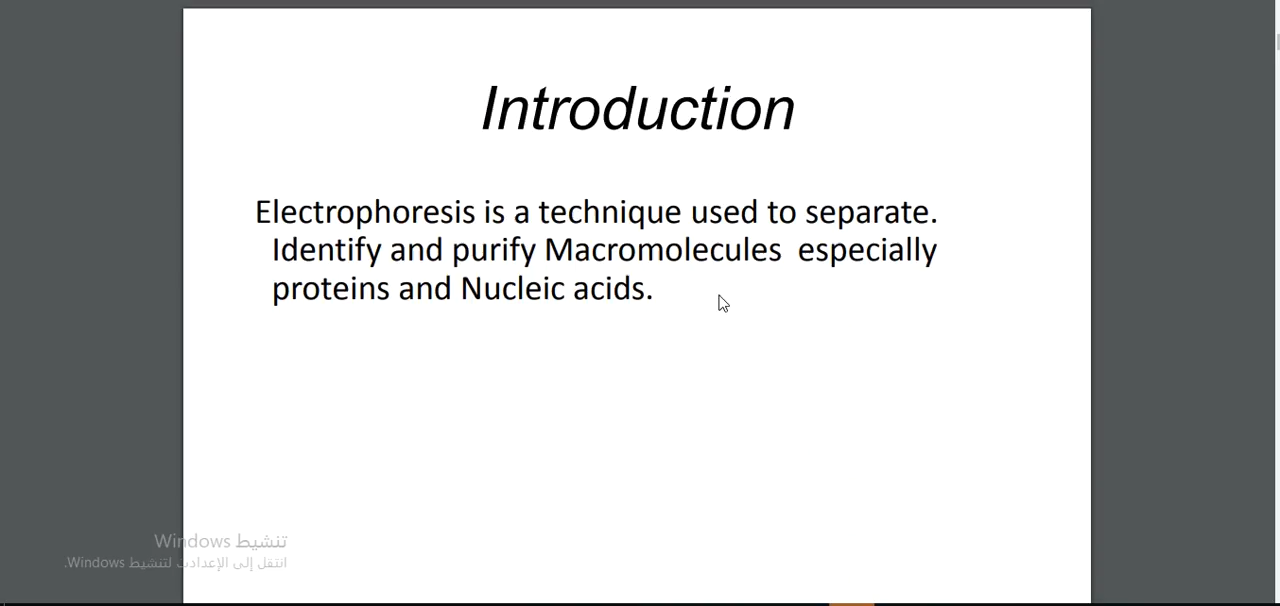 Introduction
Electrophoresis is a technique used to separate.
Identify and purify Macromolecules especially
proteins and Nucleic acids.
تنشيط Windows
انتقل إلى الإعدادات لتنشيط Windows.